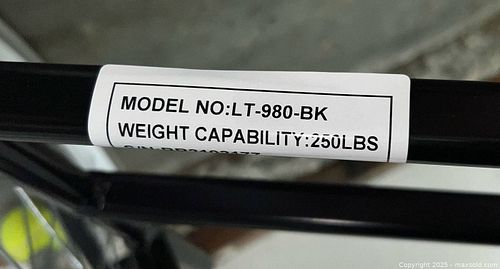 MODEL NO:LT-980-BK
WEIGHT CAPABILITY:250LBS
Copyright 2025 - maxsold.com